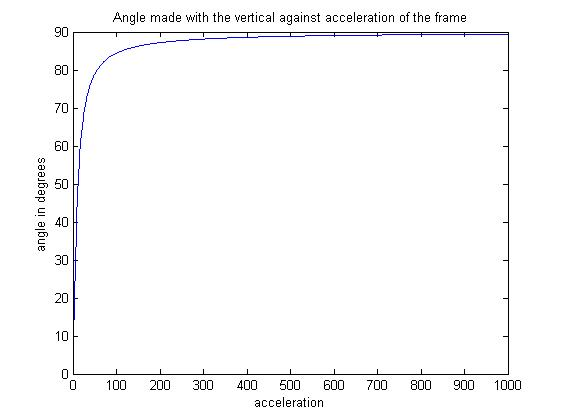 Angle made with the vertical against acceleration of the frame
90
80
70
60
50
40
30
20
10
0
angle in degrees
0 100 200 300 400 500 600 700 800 900 1000
acceleration